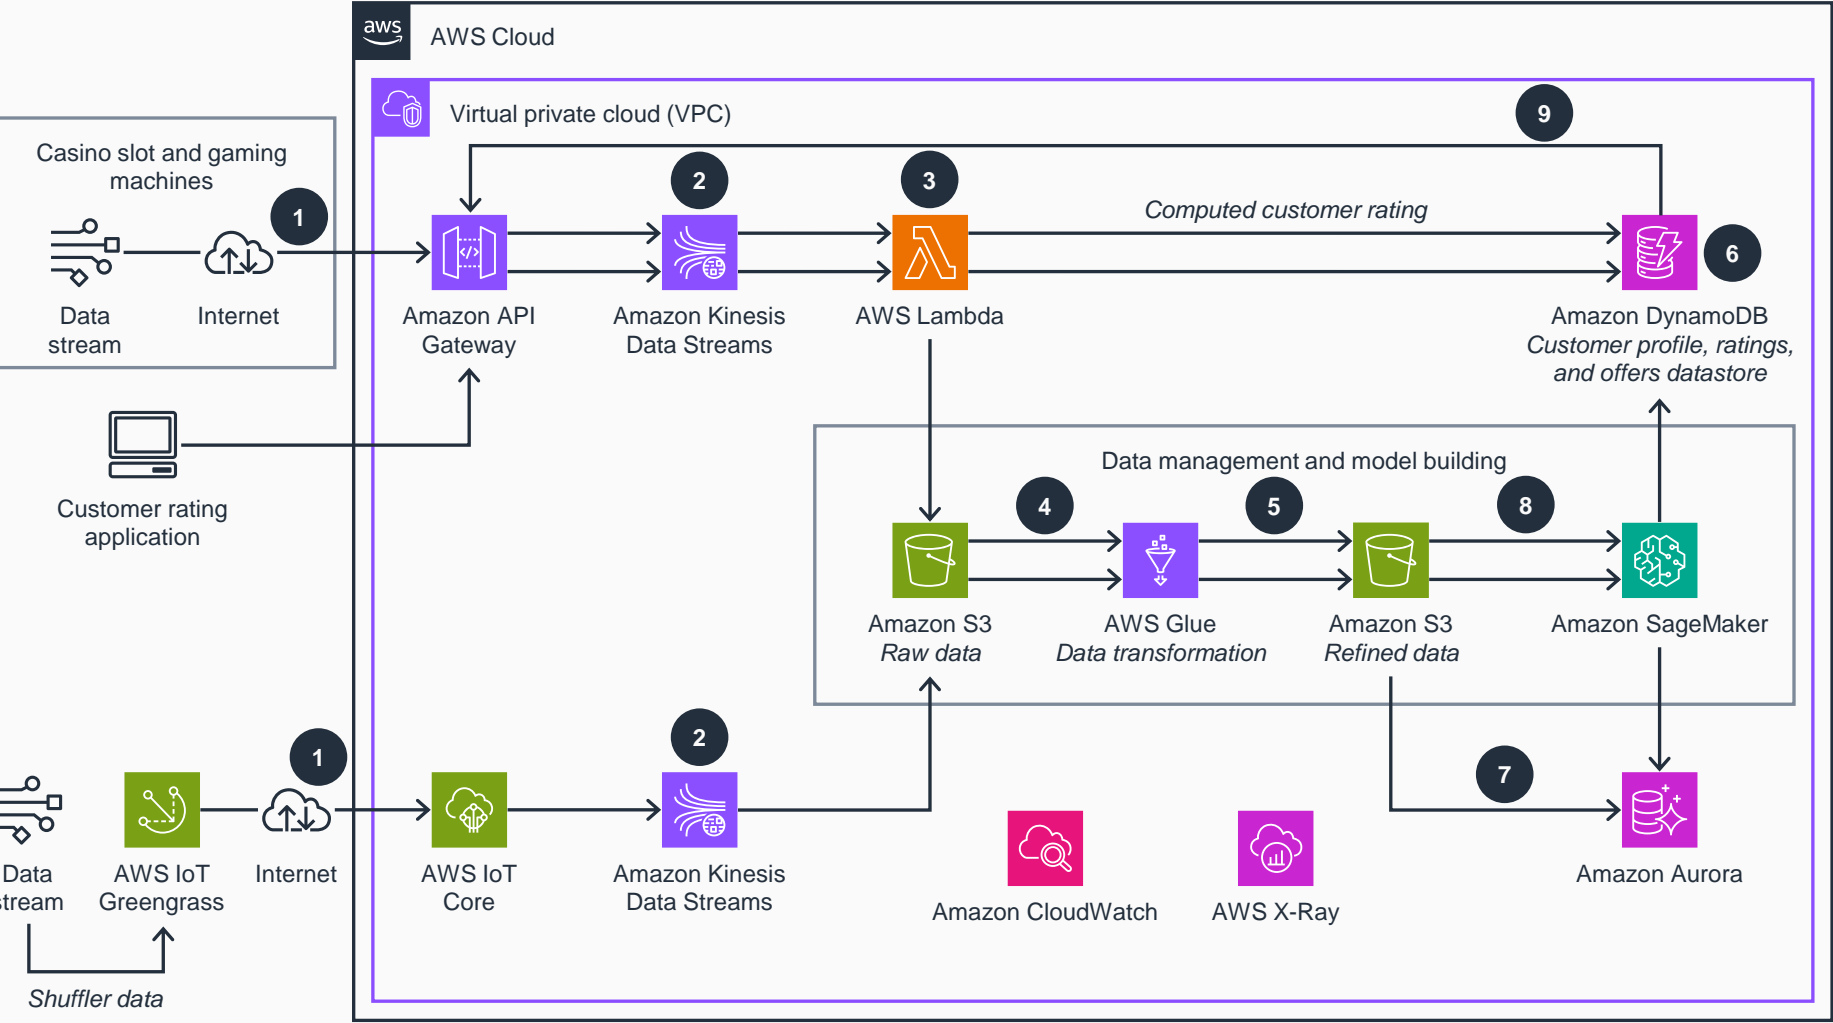 aws
AWS Cloud
Virtual private cloud (VPC)
9
Casino slot and gaming
machines
1
2
3
Computed customer rating
6
Data
stream
Internet
Amazon API
Gateway
Amazon Kinesis
Data Streams
AWS Lambda
Amazon DynamoDB
Customer profile, ratings,
and offers datastore
Customer rating
application
Data management and model building
4
5
8
Amazon S3
Raw data
AWS Glue
Data transformation
Amazon S3
Refined data
Amazon SageMaker
1
2
7
Data
stream
AWS IoT
Greengrass
Internet
AWS IoT
Core
Amazon Kinesis
Data Streams
Amazon CloudWatch
AWS X-Ray
Amazon Aurora
Shuffler data